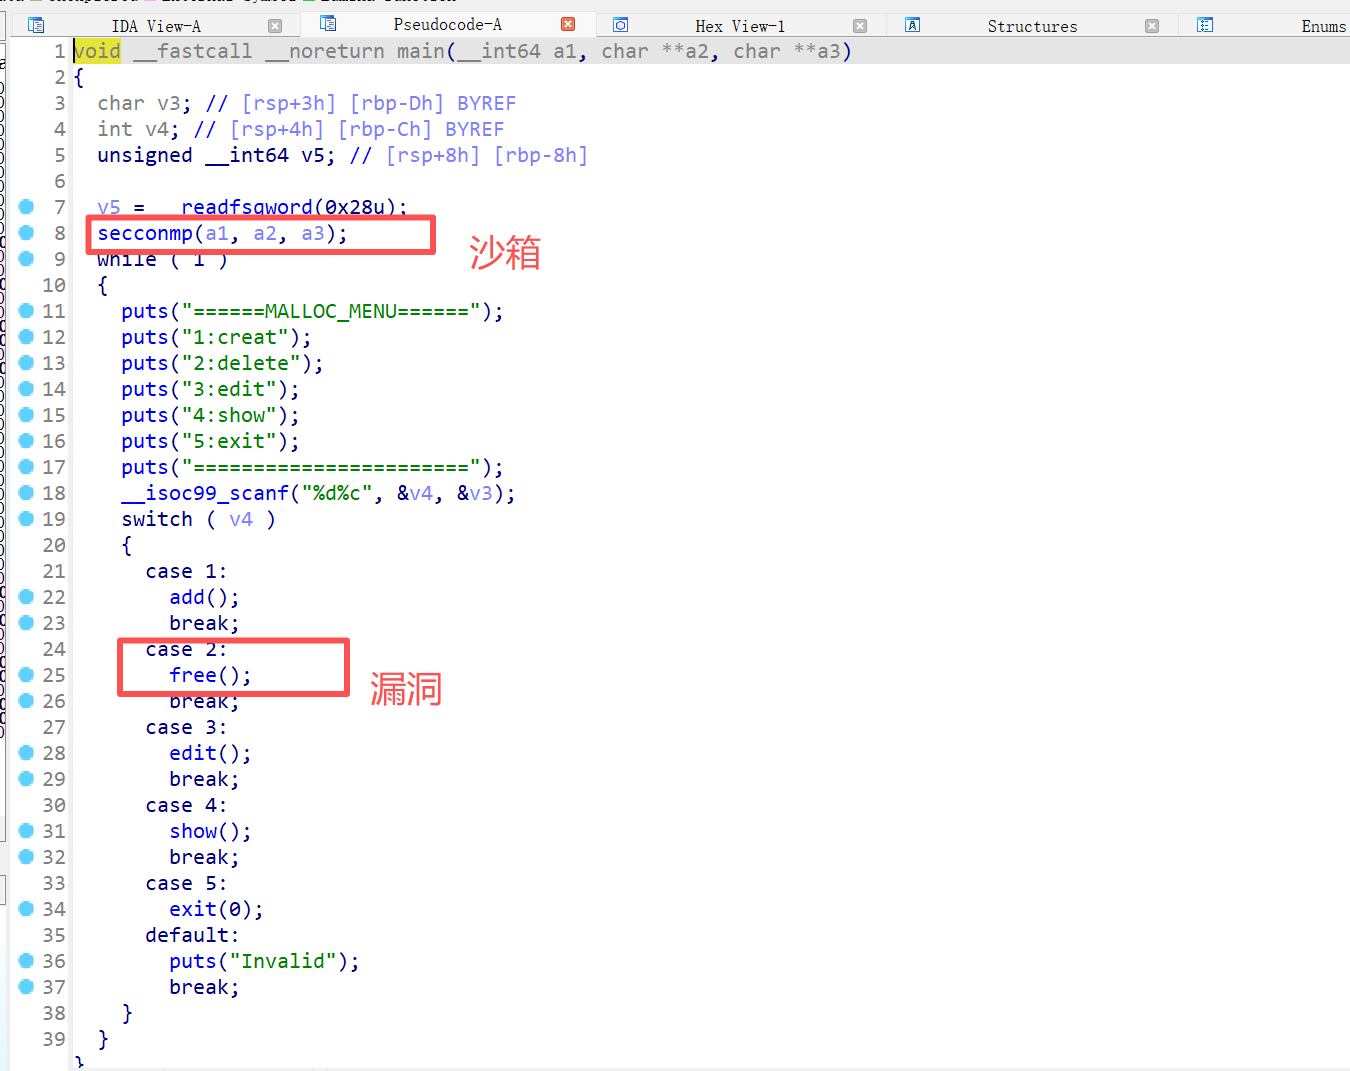 IDA View-A Pseudocode-A Hex View-1 Structures Enums
1 void __fastcall __noreturn main(__int64 a1, char **a2, char **a3)
2 {
3 char v3; // [rsp+3h] [rbp-Dh] BYREF
4 int v4; // [rsp+4h] [rbp-Ch] BYREF
5 unsigned __int64 v5; // [rsp+8h] [rbp-8h]
6
7 v5 = readfsqword(0x28u);
8 secconmp(a1, a2, a3);
沙箱
9 while ( 1 )
10 {
11 puts("======MALLOC_MENU======");
12 puts("1:creat");
13 puts("2:delete");
14 puts("3:edit");
15 puts("4:show");
16 puts("5:exit");
17 puts("=======================");
18 __isoc99_scanf("%d%c", &v4, &v3);
19 switch ( v4 )
20 {
21 case 1:
22 add();
23 break;
24 case 2:
25 free();
漏洞
26 break;
27 case 3:
28 edit();
29 break;
30 case 4:
31 show();
32 break;
33 case 5:
34 exit(0);
35 default:
36 puts("Invalid");
37 break;
38 }
39 }
}